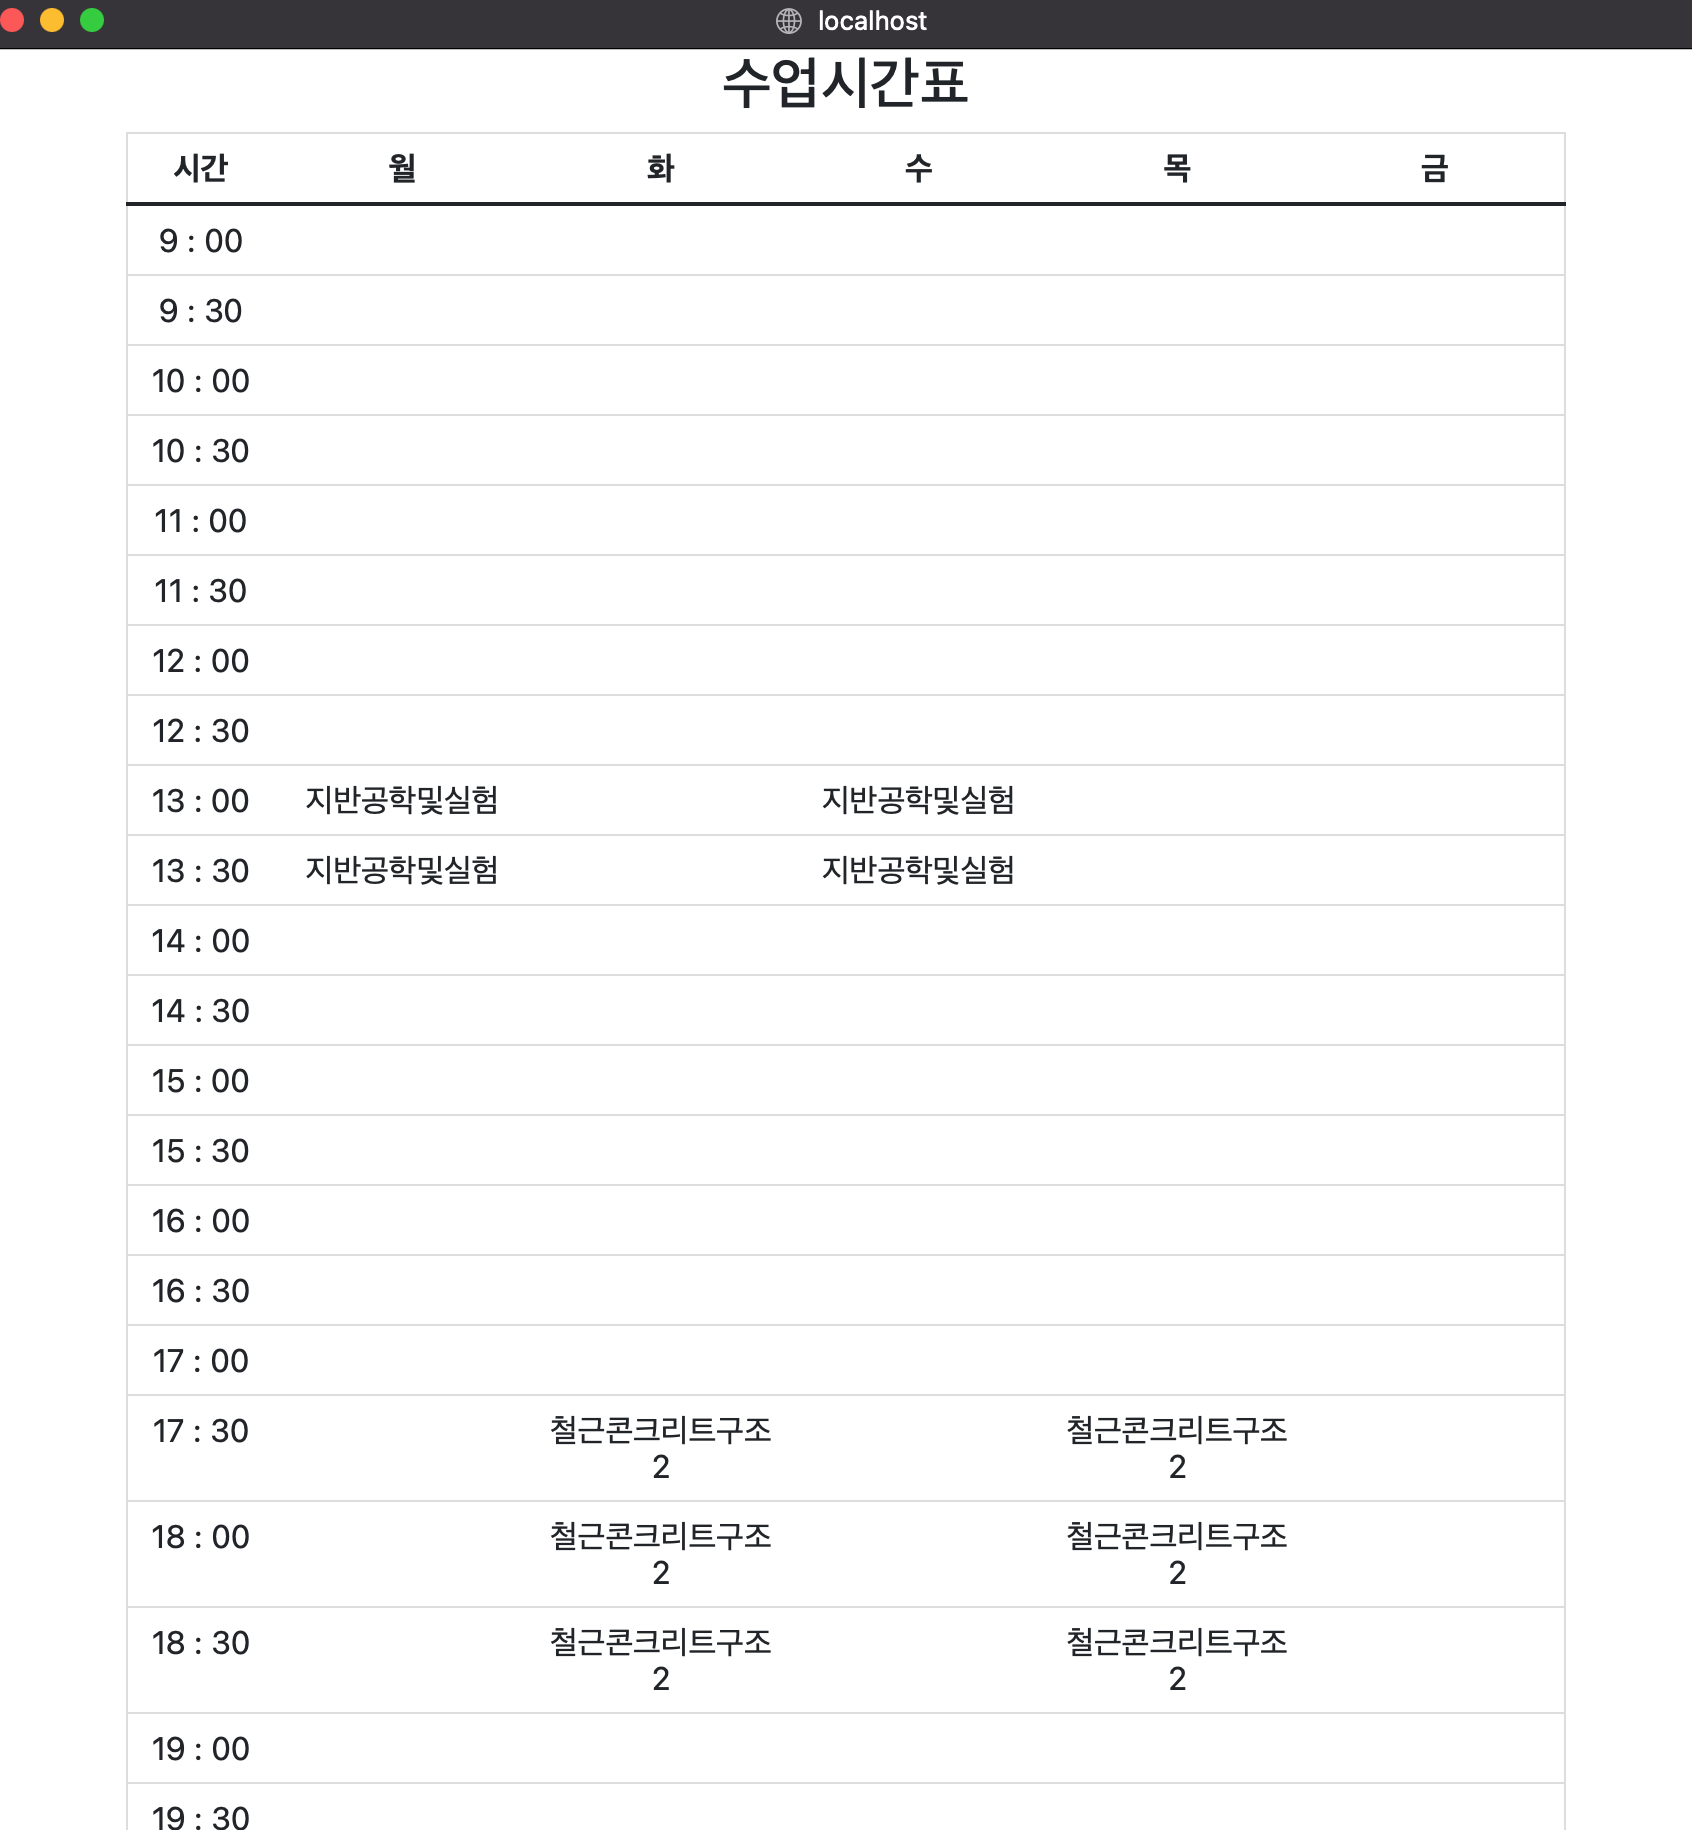 localhost
수업시간표
시간 월 화 수 목 금
9 : 00
9 : 30
10 : 00
10 : 30
11 : 00
11 : 30
12 : 00
12 : 30
13 : 00 지반공학및실험 지반공학및실험
13 : 30 지반공학및실험 지반공학및실험
14 : 00
14 : 30
15 : 00
15 : 30
16 : 00
16 : 30
17 : 00
17 : 30 철근콘크리트구조 철근콘크리트구조
2 2
18 : 00 철근콘크리트구조 철근콘크리트구조
2 2
18 : 30 철근콘크리트구조 철근콘크리트구조
2 2
19 : 00
19 : 30